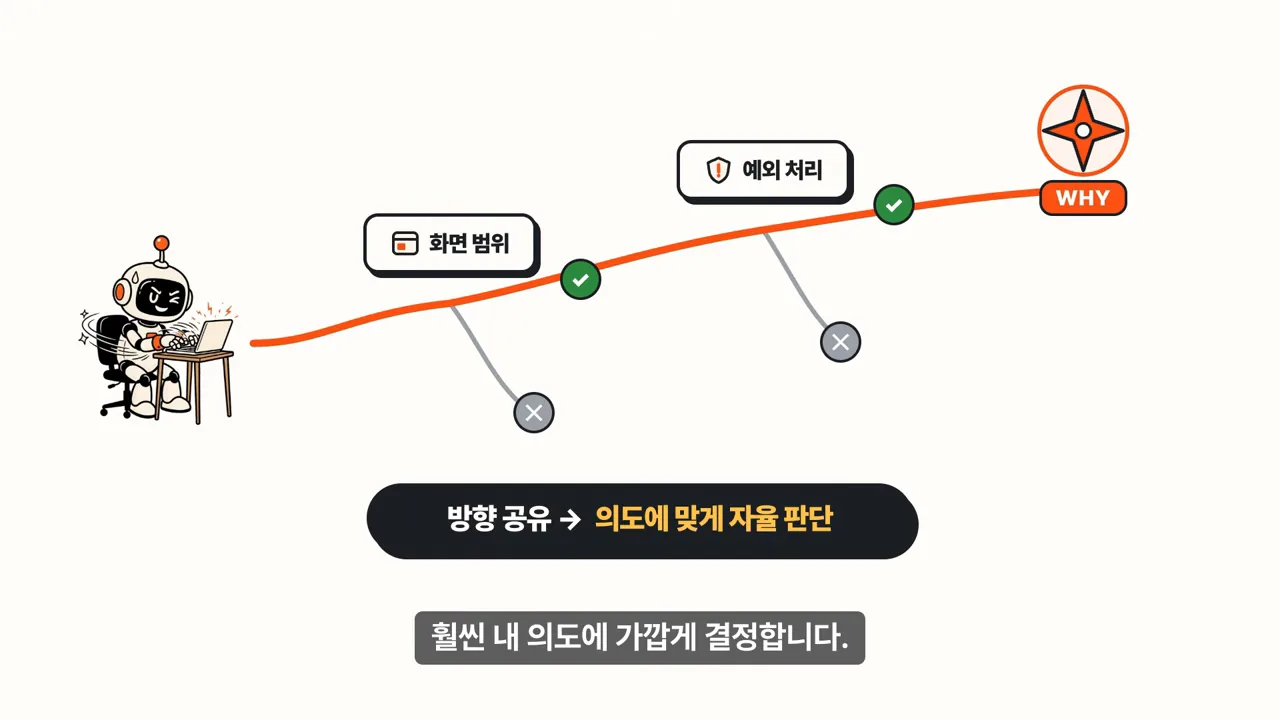 예외 처리
WHY
화면 범위
방향 공유 → 의도에 맞게 자율 판단
훨씬 내 의도에 가깝게 결정합니다.